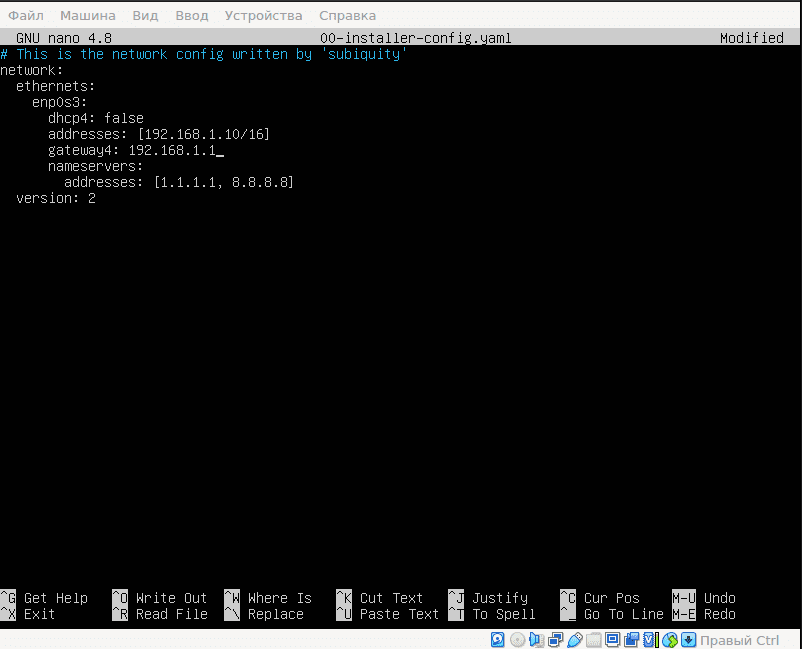 Файл Машина Вид Ввод Устройства Справка
GNU nano 4.8 00-installer-config.yaml Modified
# This is the network config written by 'subiquity'
network:
  ethernets:
    enp0s3:
      dhcp4: false
      addresses: [192.168.1.10/16]
      gateway4: 192.168.1.1_
      nameservers:
        addresses: [1.1.1.1, 8.8.8.8]
  version: 2
^G Get Help ^O Write Out ^W Where Is ^K Cut Text ^J Justify ^C Cur Pos M-U Undo
^X Exit ^R Read File ^\ Replace ^U Paste Text ^T To Spell ^_ Go To Line M-E Redo
Правый Ctrl